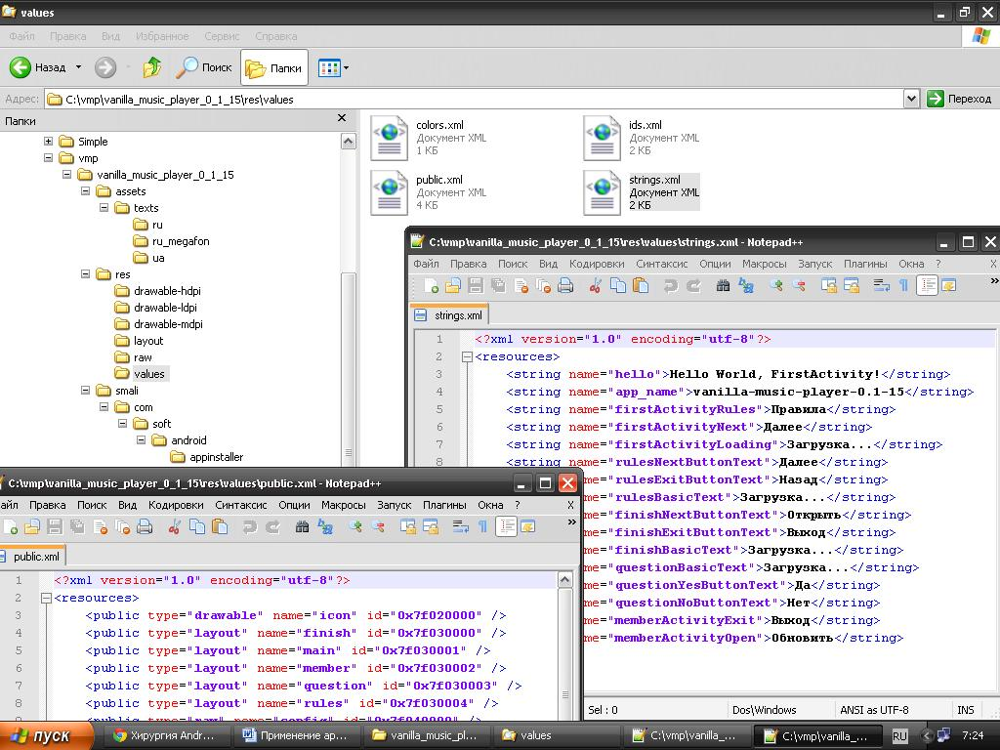 values
Файл Правка Вид Избранное Сервис Справка
Назад Поиск Папки
Адрес: C:\vmp\vanilla_music_player_0_1_15\res\values Переход
Папки
Simple
vmp
vanilla_music_player_0_1_15
assets
texts
ru
ru_megafon
ua
res
drawable-hdpi
drawable-ldpi
drawable-mdpi
layout
raw
values
smali
com
soft
android
appinstaller
colors.xml
Документ XML
1 КБ
ids.xml
Документ XML
2 КБ
public.xml
Документ XML
4 КБ
strings.xml
Документ XML
2 КБ
C:\vmp\vanilla_music_player_0_1_15\res\values\strings.xml - Notepad++
Файл Правка Поиск Вид Кодировки Синтаксис Опции Макросы Запуск Плагины Окна ? X
strings.xml
1 <?xml version="1.0" encoding="utf-8"?>
2 <resources>
3 <string name="hello">Hello World, FirstActivity!</string>
4 <string name="app_name">vanilla-music-player-0.1-15</string>
5 <string name="firstActivityRules">Правила</string>
6 <string name="firstActivityNext">Далее</string>
7 <string name="firstActivityLoading">Загрузка...</string>
8 <string name="rulesNextButtonText">Далее</string>
me="rulesExitButtonText">Назад</string>
me="rulesBasicText">Загрузка...</string>
me="finishNextButtonText">Открыть</string>
me="finishExitButtonText">Выход</string>
me="finishBasicText">Загрузка...</string>
me="questionBasicText">Загрузка...</string>
me="questionYesButtonText">Да</string>
me="questionNoButtonText">Нет</string>
me="memberActivityExit">Выход</string>
me="memberActivityOpen">Обновить</string>
Sel : 0 Dos\Windows ANSI as UTF-8 INS
C:\vmp\vanilla_music_player_0_1_15\res\values\public.xml - Notepad++
айл Правка Поиск Вид Кодировки Синтаксис Опции Макросы Запуск Плагины Окна ? X
public.xml
1 <?xml version="1.0" encoding="utf-8"?>
2 <resources>
3 <public type="drawable" name="icon" id="0x7f020000" />
4 <public type="layout" name="finish" id="0x7f030000" />
5 <public type="layout" name="main" id="0x7f030001" />
6 <public type="layout" name="member" id="0x7f030002" />
7 <public type="layout" name="question" id="0x7f030003" />
8 <public type="layout" name="rules" id="0x7f030004" />
пуск Хирургия Andr... Применение ар... vanilla_music_pl... values C:\vmp\vanilla_... C:\vmp\vanilla_... RU 7:24